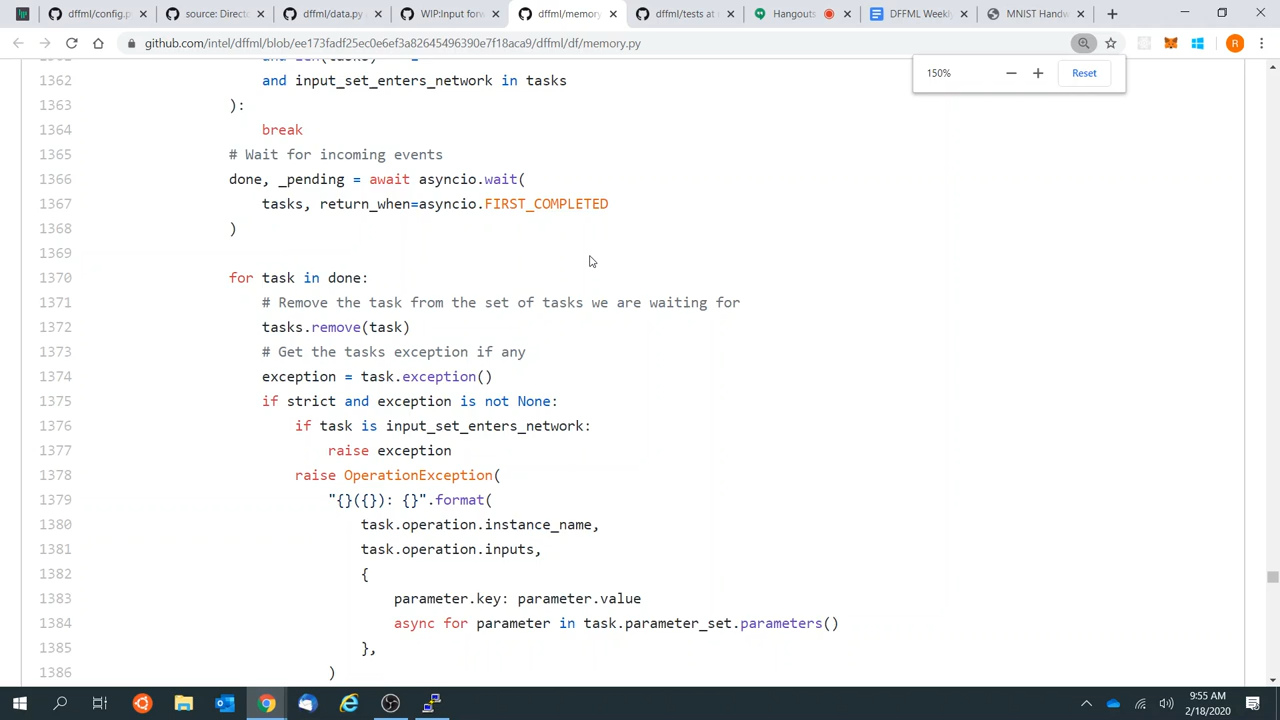 dffml/config.p
source: Direct
dffml/data.py
WIP:Input for
dffml/memory
dffml/tests at
Hangouts
DFFML Weekly
MNIST Handw
github.com/intel/dffml/blob/ee173fadf25ec0e6ef3a82645496390e7f18aca9/dffml/df/memory.py
R
150%
Reset
1362 and input_set_enters_network in tasks
1363 ):
1364 break
1365 # Wait for incoming events
1366 done, _pending = await asyncio.wait(
1367 tasks, return_when=asyncio.FIRST_COMPLETED
1368 )
1369
1370 for task in done:
1371 # Remove the task from the set of tasks we are waiting for
1372 tasks.remove(task)
1373 # Get the tasks exception if any
1374 exception = task.exception()
1375 if strict and exception is not None:
1376 if task is input_set_enters_network:
1377 raise exception
1378 raise OperationException(
1379 "{}({}): {}".format(
1380 task.operation.instance_name,
1381 task.operation.inputs,
1382 {
1383 parameter.key: parameter.value
1384 async for parameter in task.parameter_set.parameters()
1385 },
1386 )
9:55 AM
2/18/2020